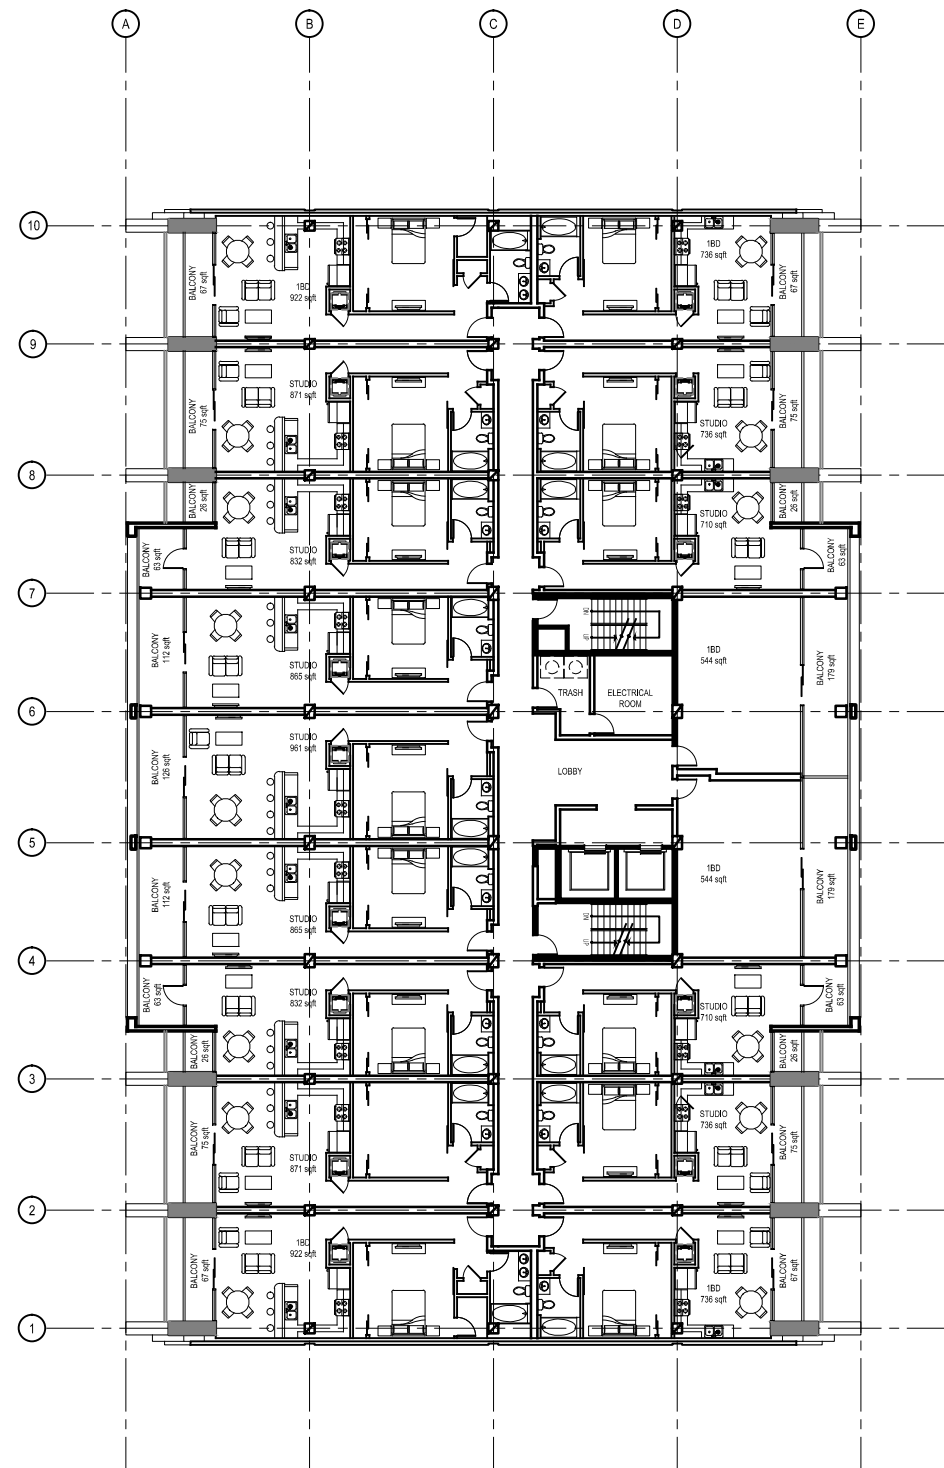 A B C D E
10
BALCONY
67 sqft
1BD
922 sqft
1BD
736 sqft
BALCONY
67 sqft
9
BALCONY
75 sqft
STUDIO
871 sqft
STUDIO
736 sqft
BALCONY
75 sqft
8
BALCONY
26 sqft
STUDIO
832 sqft
STUDIO
710 sqft
BALCONY
26 sqft
BALCONY
63 sqft
BALCONY
63 sqft
7
DN
UP
BALCONY
112 sqft
STUDIO
865 sqft
1BD
544 sqft
BALCONY
179 sqft
TRASH
ELECTRICAL
ROOM
6
BALCONY
126 sqft
STUDIO
961 sqft
LOBBY
5
BALCONY
112 sqft
STUDIO
865 sqft
1BD
544 sqft
BALCONY
179 sqft
DN
UP
4
BALCONY
63 sqft
STUDIO
832 sqft
STUDIO
710 sqft
BALCONY
63 sqft
BALCONY
26 sqft
BALCONY
26 sqft
3
BALCONY
75 sqft
STUDIO
871 sqft
STUDIO
736 sqft
BALCONY
75 sqft
2
BALCONY
67 sqft
1BD
922 sqft
1BD
736 sqft
BALCONY
67 sqft
1